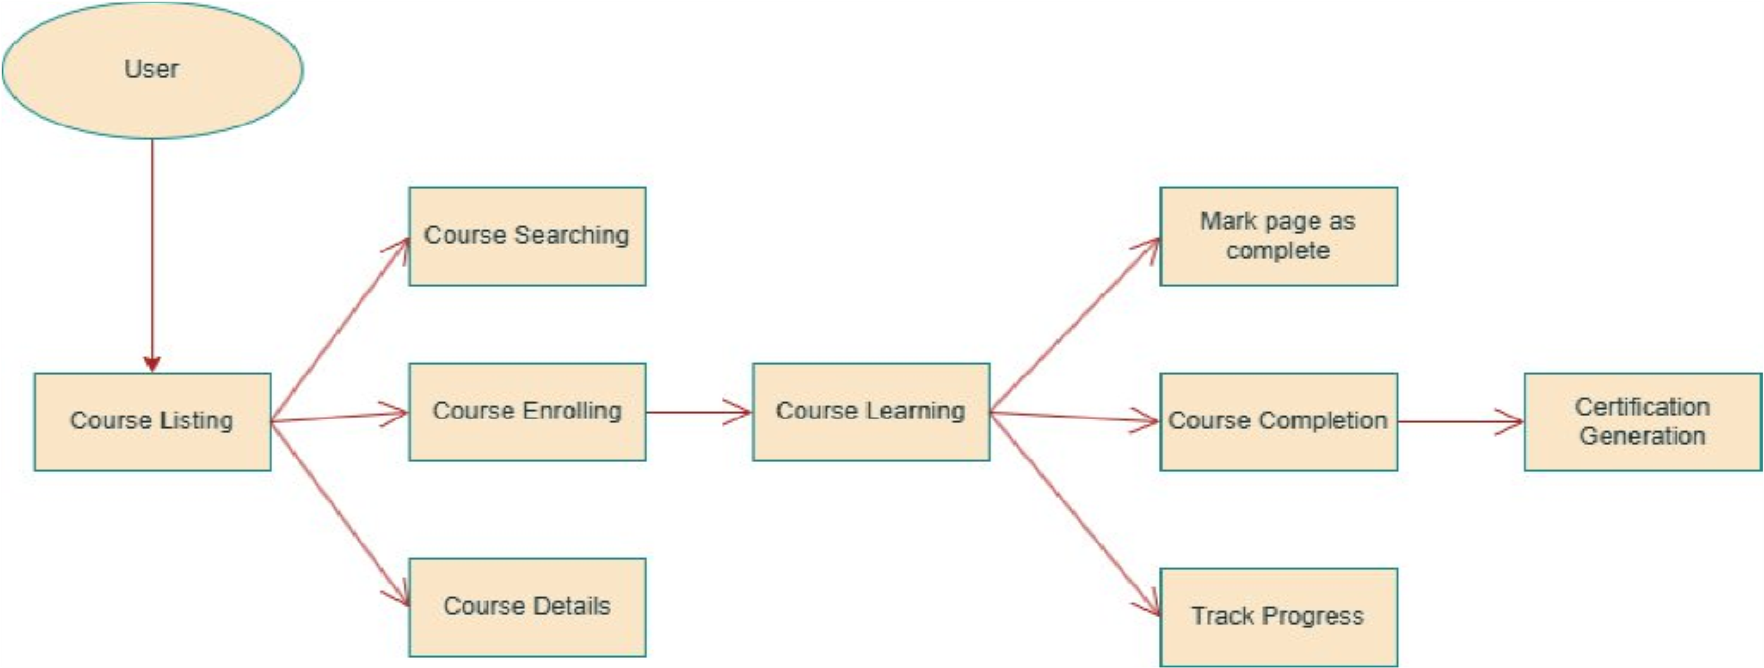 User
Course Listing
Course Searching
Course Enrolling
Course Details
Course Learning
Mark page as
complete
Course Completion
Track Progress
Certification
Generation